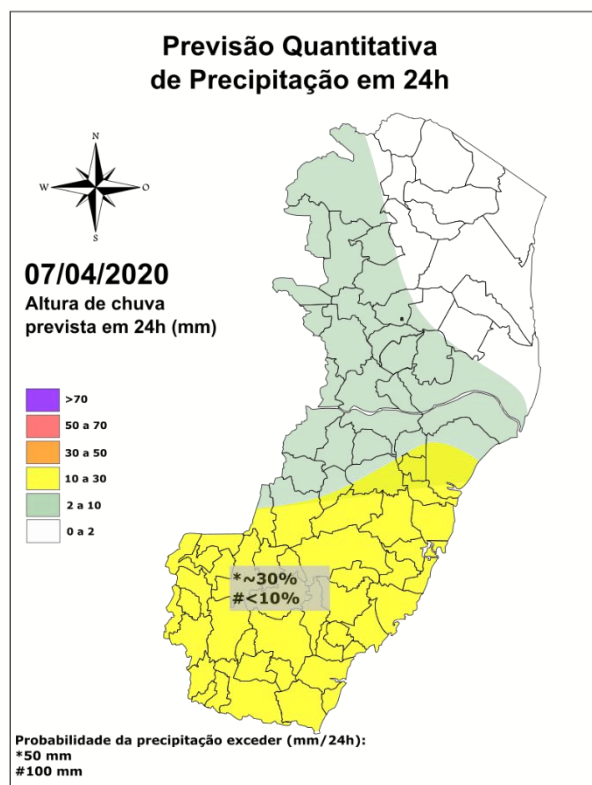 Previsão Quantitativa
de Precipitação em 24h
N
W
O
S
07/04/2020
Altura de chuva
prevista em 24h (mm)
>70
50 a 70
30 a 50
10 a 30
2 a 10
0 a 2
*~30%
#<10%
Probabilidade da precipitação exceder (mm/24h):
*50 mm
#100 mm